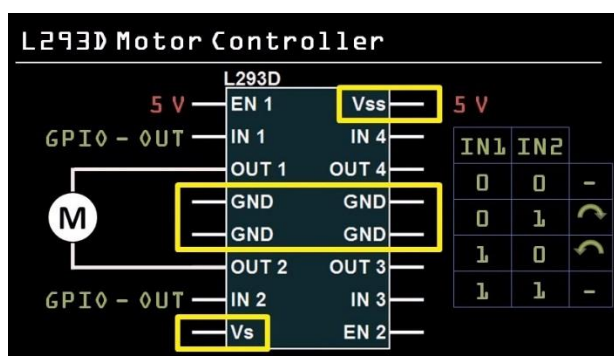 L293D Motor Controller
L293D
5 V EN 1 Vss 5 V
GPIO - OUT IN 1 IN 4
OUT 1 OUT 4
GND GND
M
GND GND
OUT 2 OUT 3
GPIO - OUT IN 2 IN 3
Vs EN 2
IN1 IN2
0 0 -
0 1
1 0
1 1 -